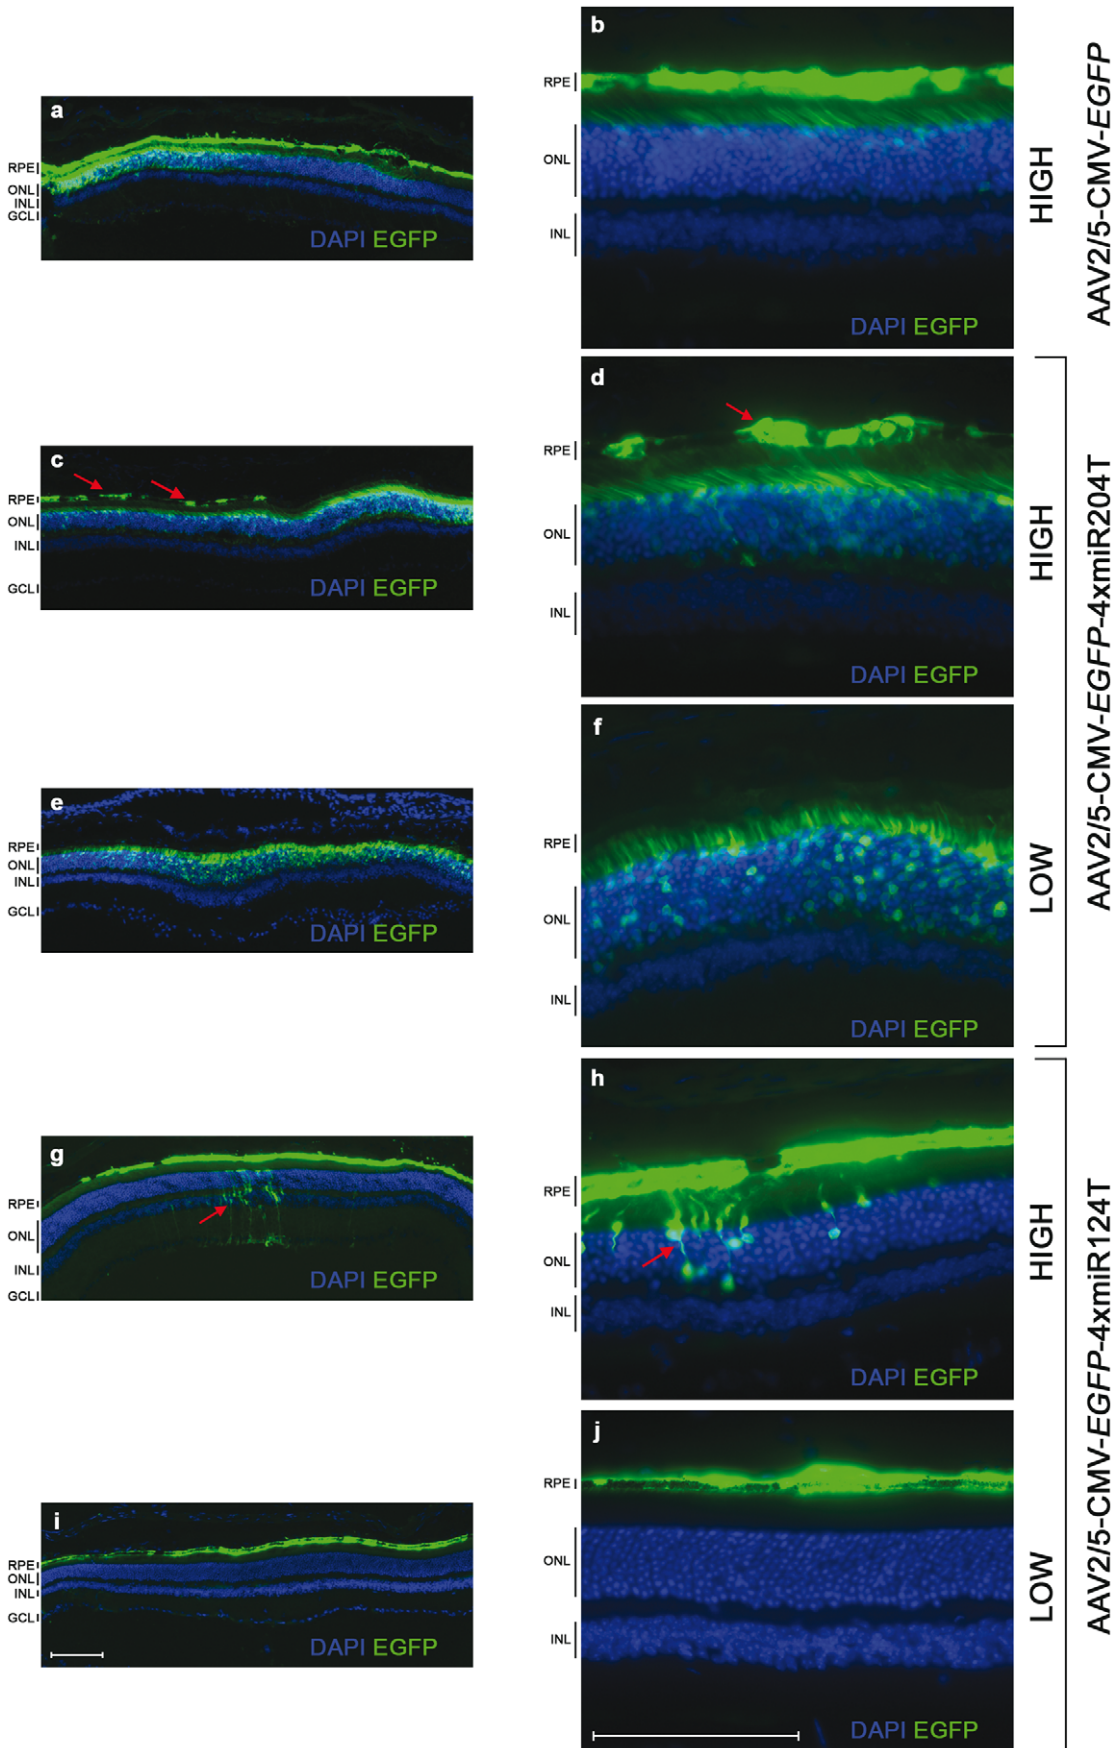 a
RPE
ONL
INL
GCL
DAPI EGFP
b
RPE
ONL
INL
DAPI EGFP
HIGH
AAV2/5-CMV-EGFP
c
RPE
ONL
INL
GCL
DAPI EGFP
d
RPE
ONL
INL
DAPI EGFP
HIGH
e
RPE
ONL
INL
GCL
DAPI EGFP
f
RPE
ONL
INL
DAPI EGFP
LOW
AAV2/5-CMV-EGFP-4xmiR204T
g
RPE
ONL
INL
GCL
DAPI EGFP
h
RPE
ONL
INL
DAPI EGFP
HIGH
i
RPE
ONL
INL
GCL
DAPI EGFP
j
RPE
ONL
INL
DAPI EGFP
LOW
AAV2/5-CMV-EGFP-4xmiR124T